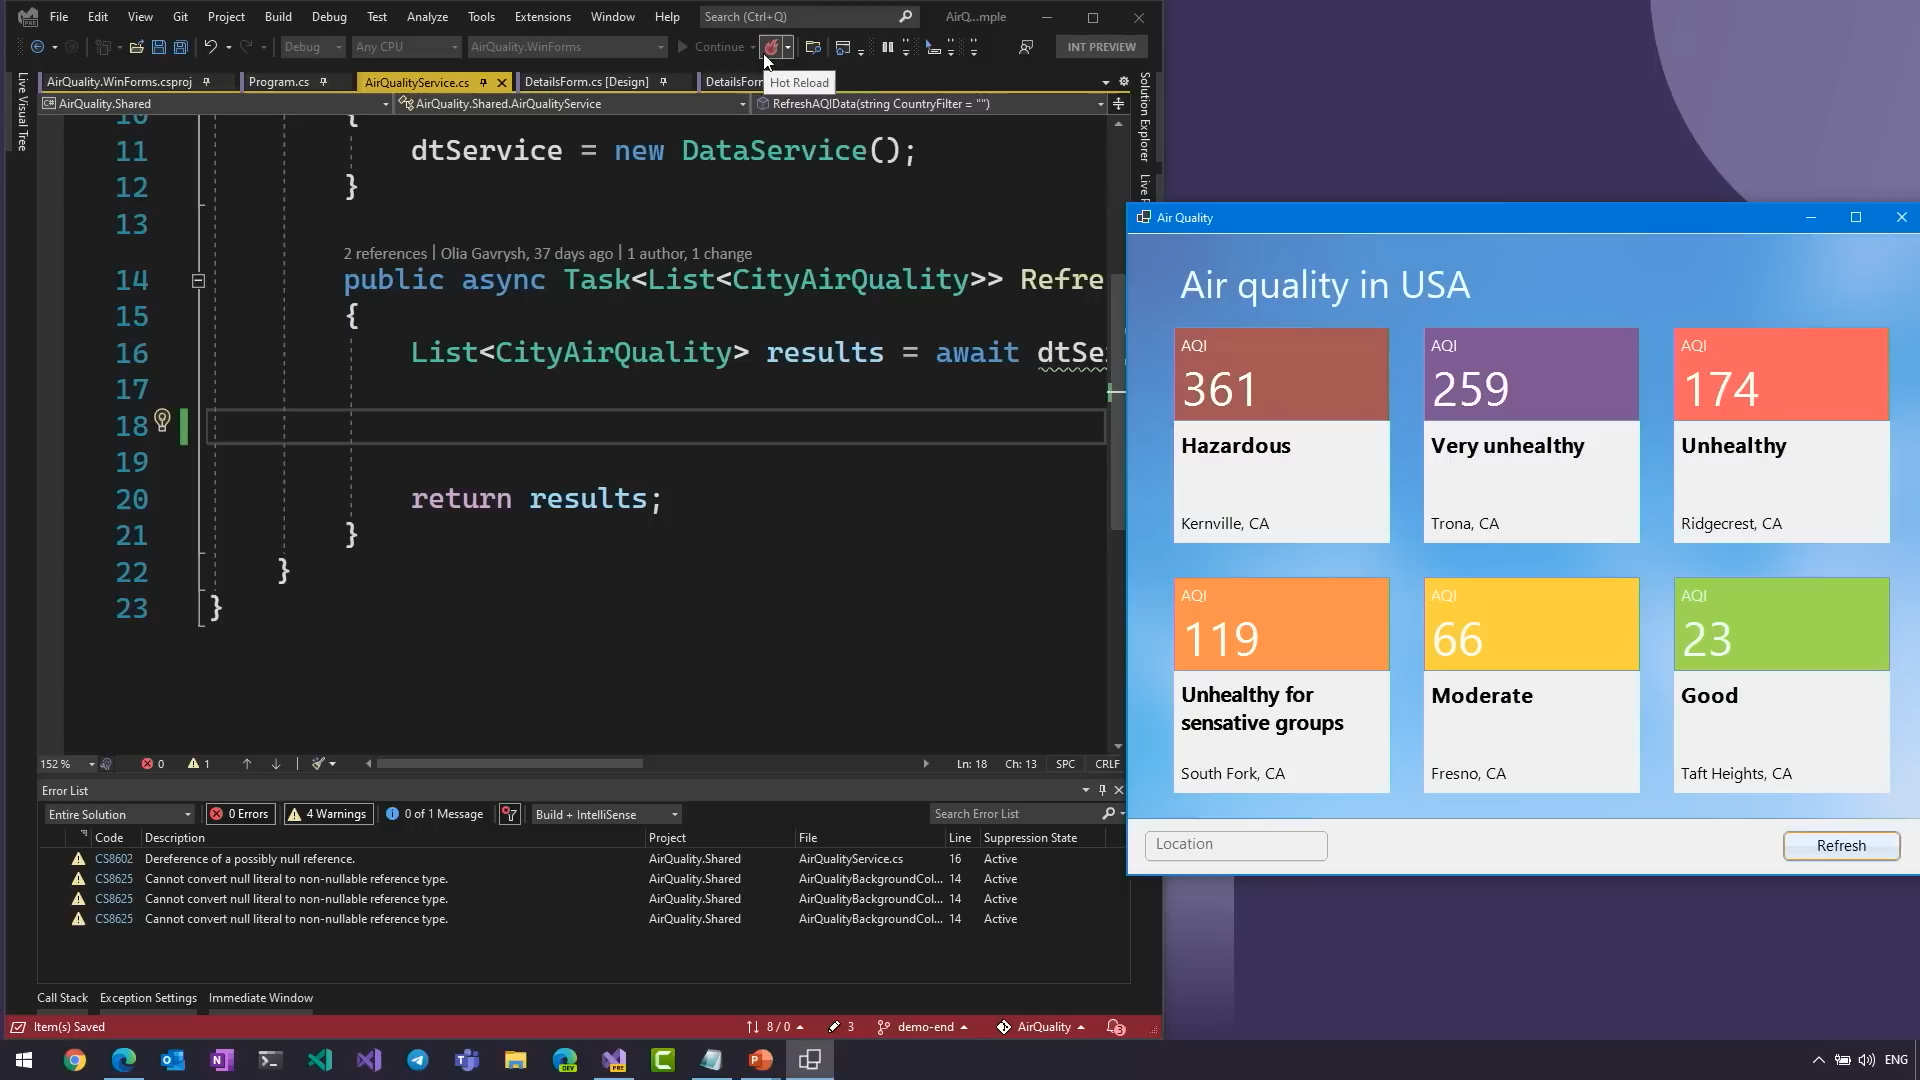 File Edit View Git Project Build Debug Test Analyze Tools Extensions Window Help Search (Ctrl+Q) AirQ...mple
Debug Any CPU AirQuality.WinForms Continue INT PREVIEW
Hot Reload
AirQuality.WinForms.csproj Program.cs AirQualityService.cs DetailsForm.cs [Design] DetailsForm
AirQuality.Shared AirQuality.Shared.AirQualityService RefreshAQIData(string CountryFilter = "")
Live Visual Tree
Solution Explorer
10 {
11 dtService = new DataService();
12 }
13
2 references | Olia Gavrysh, 37 days ago | 1 author, 1 change
14 public async Task<List<CityAirQuality>> Refre
15 {
16 List<CityAirQuality> results = await dtSe
17
18
19
20 return results;
21 }
22 }
23 }
152 % 0 1 Ln: 18 Ch: 13 SPC CRLF
Error List
Entire Solution 0 Errors 4 Warnings 0 of 1 Message Build + IntelliSense Search Error List
Code Description Project File Line Suppression State
CS8602 Dereference of a possibly null reference. AirQuality.Shared AirQualityService.cs 16 Active
CS8625 Cannot convert null literal to non-nullable reference type. AirQuality.Shared AirQualityBackgroundCol... 14 Active
CS8625 Cannot convert null literal to non-nullable reference type. AirQuality.Shared AirQualityBackgroundCol... 14 Active
CS8625 Cannot convert null literal to non-nullable reference type. AirQuality.Shared AirQualityBackgroundCol... 14 Active
Call Stack Exception Settings Immediate Window
Item(s) Saved 8 / 0 3 demo-end AirQuality 3
Air Quality
Air quality in USA
AQI
361
Hazardous
Kernville, CA
AQI
259
Very unhealthy
Trona, CA
AQI
174
Unhealthy
Ridgecrest, CA
AQI
119
Unhealthy for
sensative groups
South Fork, CA
AQI
66
Moderate
Fresno, CA
AQI
23
Good
Taft Heights, CA
Location
Refresh
ENG